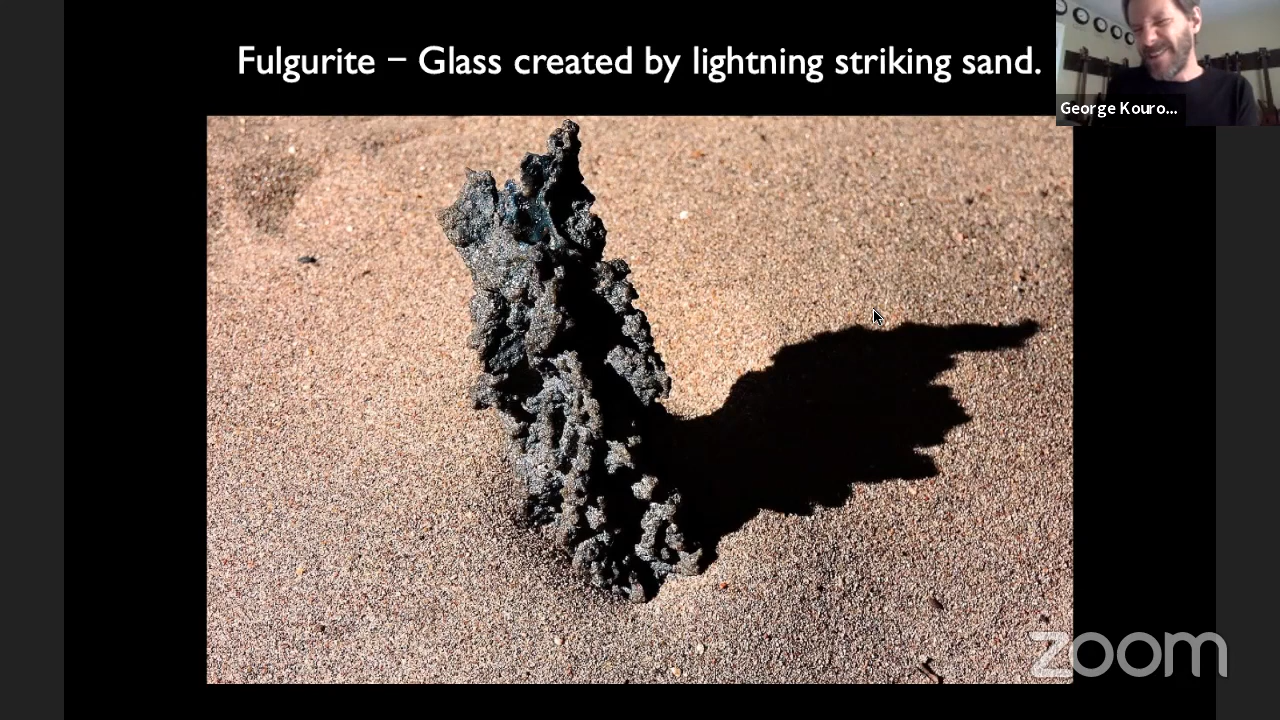 Fulgurite – Glass created by lightning striking sand.
George Kouro...
zoom